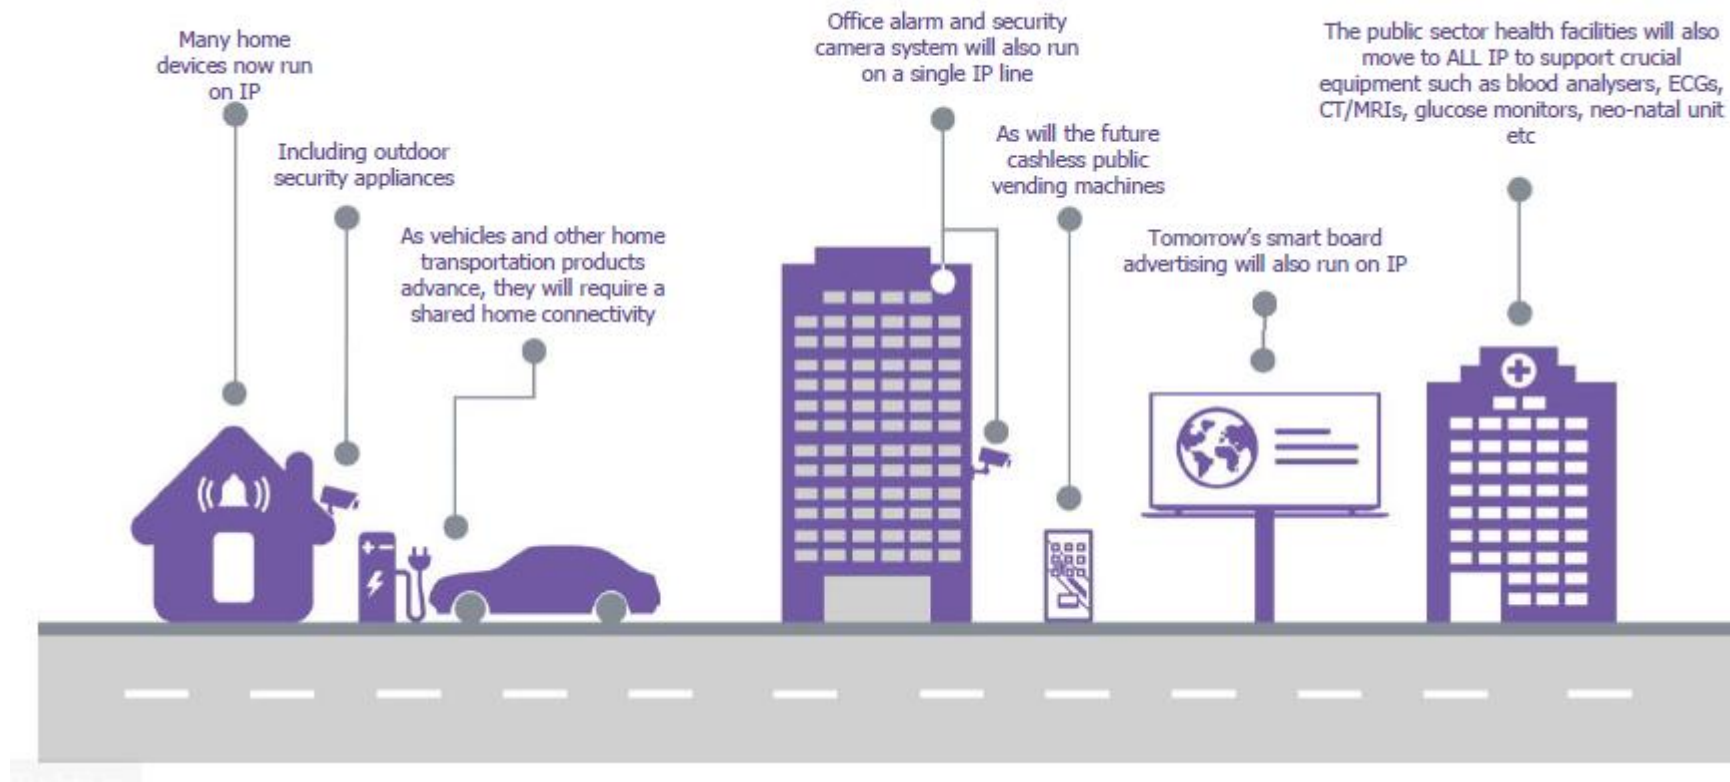 Many home
devices now run
on IP
Including outdoor
security appliances
As vehicles and other home
transportation products
advance, they will require a
shared home connectivity
Office alarm and security
camera system will also run
on a single IP line
As will the future
cashless public
vending machines
Tomorrow's smart board
advertising will also run on IP
The public sector health facilities will also
move to ALL IP to support crucial
equipment such as blood analysers, ECGs,
CT/MRIs, glucose monitors, neo-natal unit
etc